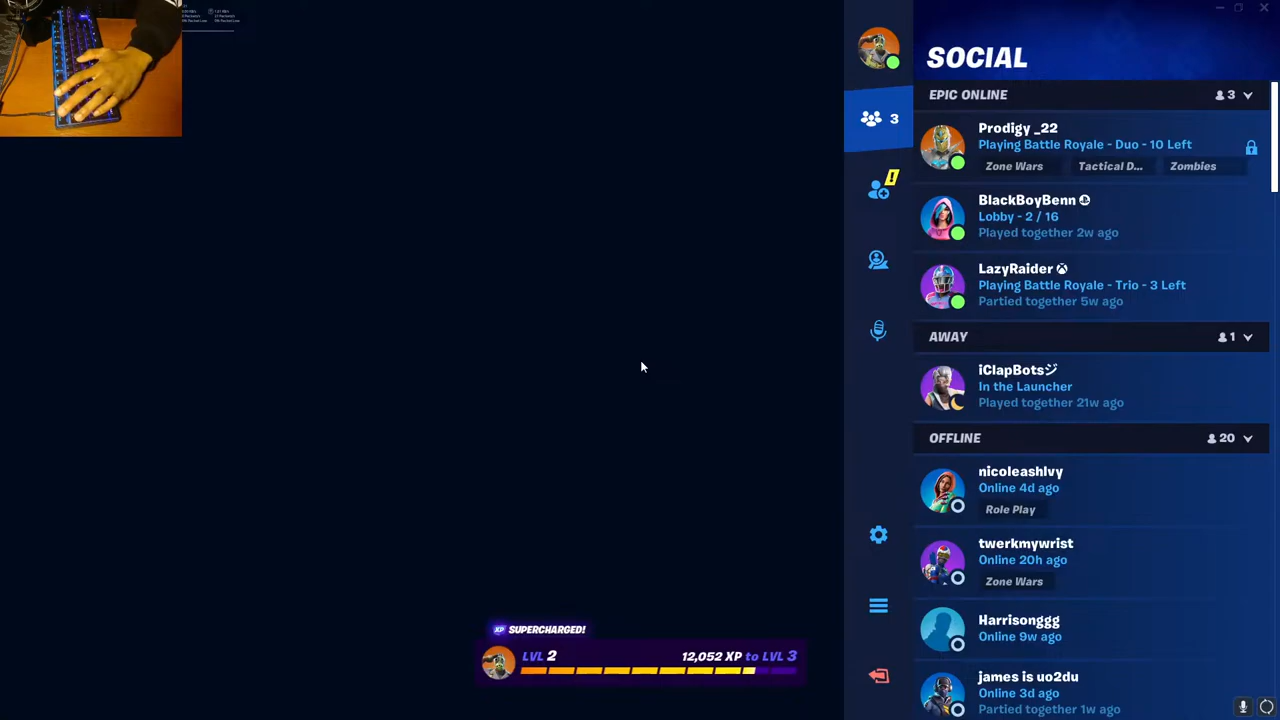 SOCIAL
EPIC ONLINE 3
3
Prodigy _22
Playing Battle Royale - Duo - 10 Left
Zone Wars Tactical D... Zombies
BlackBoyBenn
Lobby - 2 / 16
Played together 2w ago
LazyRaider
Playing Battle Royale - Trio - 3 Left
Partied together 5w ago
AWAY 1
iClapBotsジ
In the Launcher
Played together 21w ago
OFFLINE 20
nicoleashlvy
Online 4d ago
Role Play
twerkmywrist
Online 20h ago
Zone Wars
Harrisonggg
Online 9w ago
james is uo2du
Online 3d ago
Partied together 1w ago
XP SUPERCHARGED!
LVL 2 12,052 XP to LVL 3